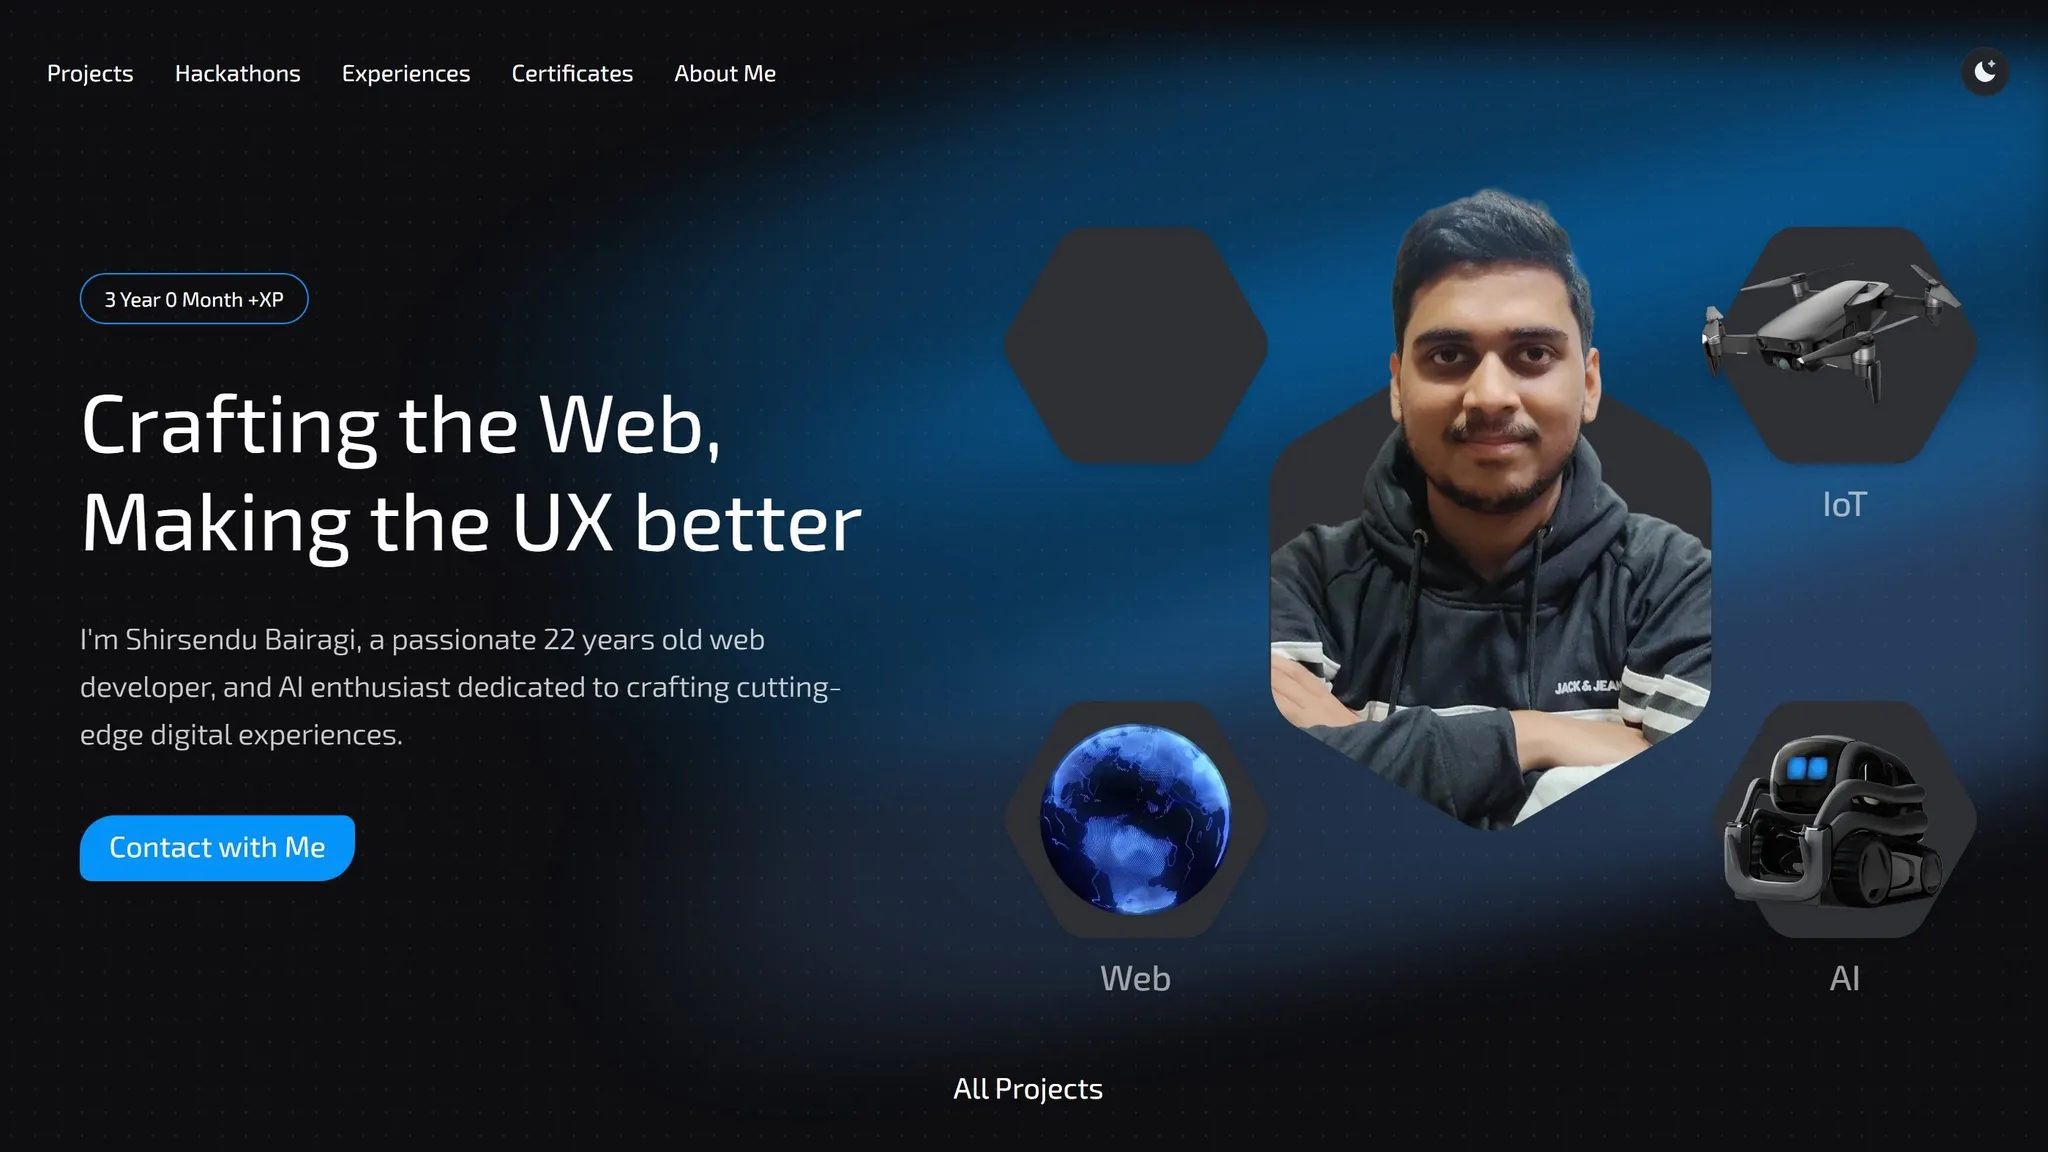 Projects Hackathons Experiences Certificates About Me
3 Year 0 Month +XP
Crafting the Web,
Making the UX better
I'm Shirsendu Bairagi, a passionate 22 years old web
developer, and AI enthusiast dedicated to crafting cutting-
edge digital experiences.
Contact with Me
IoT
JACK & JEAN
Web
AI
All Projects